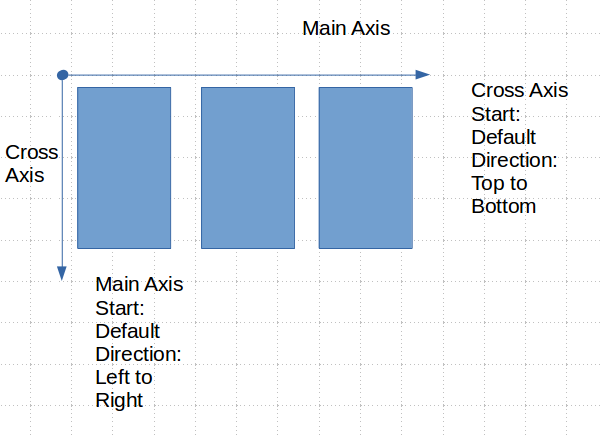 Main Axis
Cross Axis
Start:
Default
Direction:
Top to
Bottom
Cross
Axis
Main Axis
Start:
Default
Direction:
Left to
Right